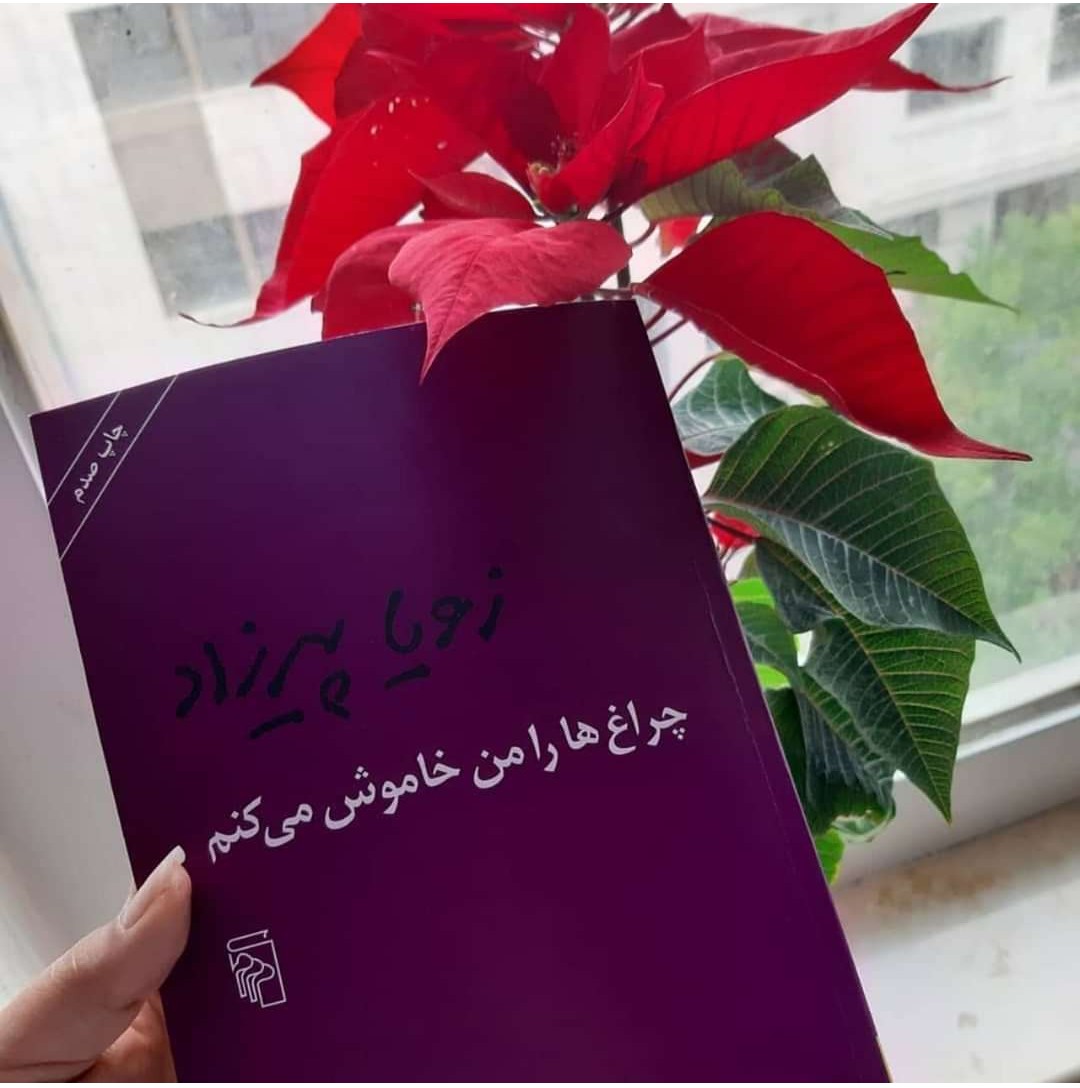 چاپ صدم
زویا پیرزاد
چراغ‌ها را من خاموش می‌کنم